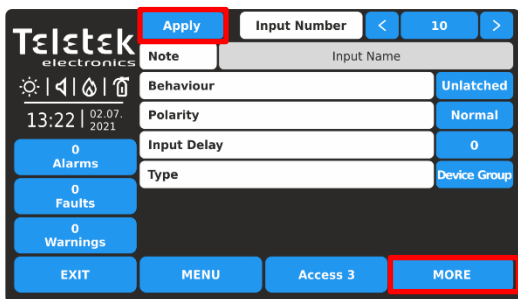 Teletek
electronics
13:22 | 02.07.
2021
0
Alarms
0
Faults
0
Warnings
EXIT
Apply
Input Number < 10 >
Note Input Name
Behaviour Unlatched
Polarity Normal
Input Delay 0
Type Device Group
MENU
Access 3
MORE